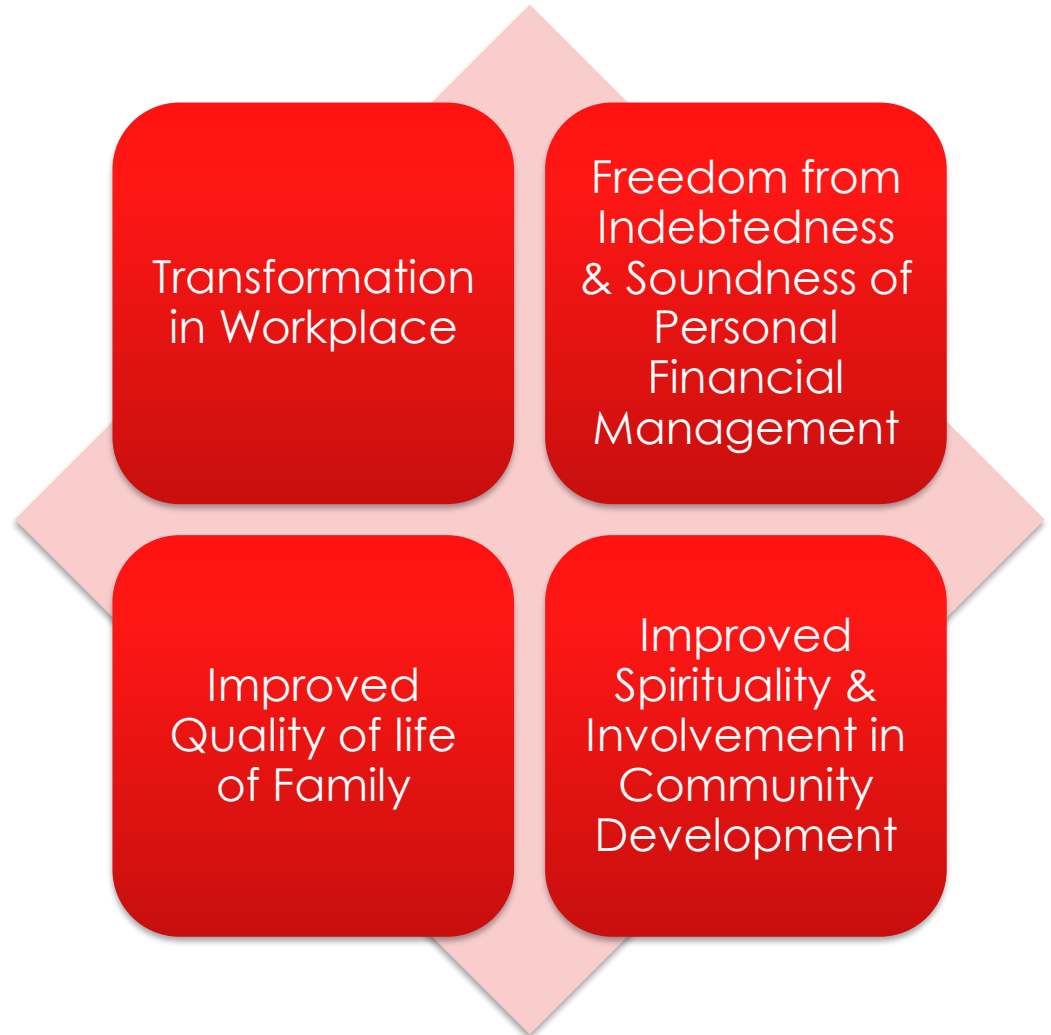 Transformation
in Workplace
Freedom from
Indebtedness
& Soundness of
Personal
Financial
Management
Improved
Quality of life
of Family
Improved
Spirituality &
Involvement in
Community
Development